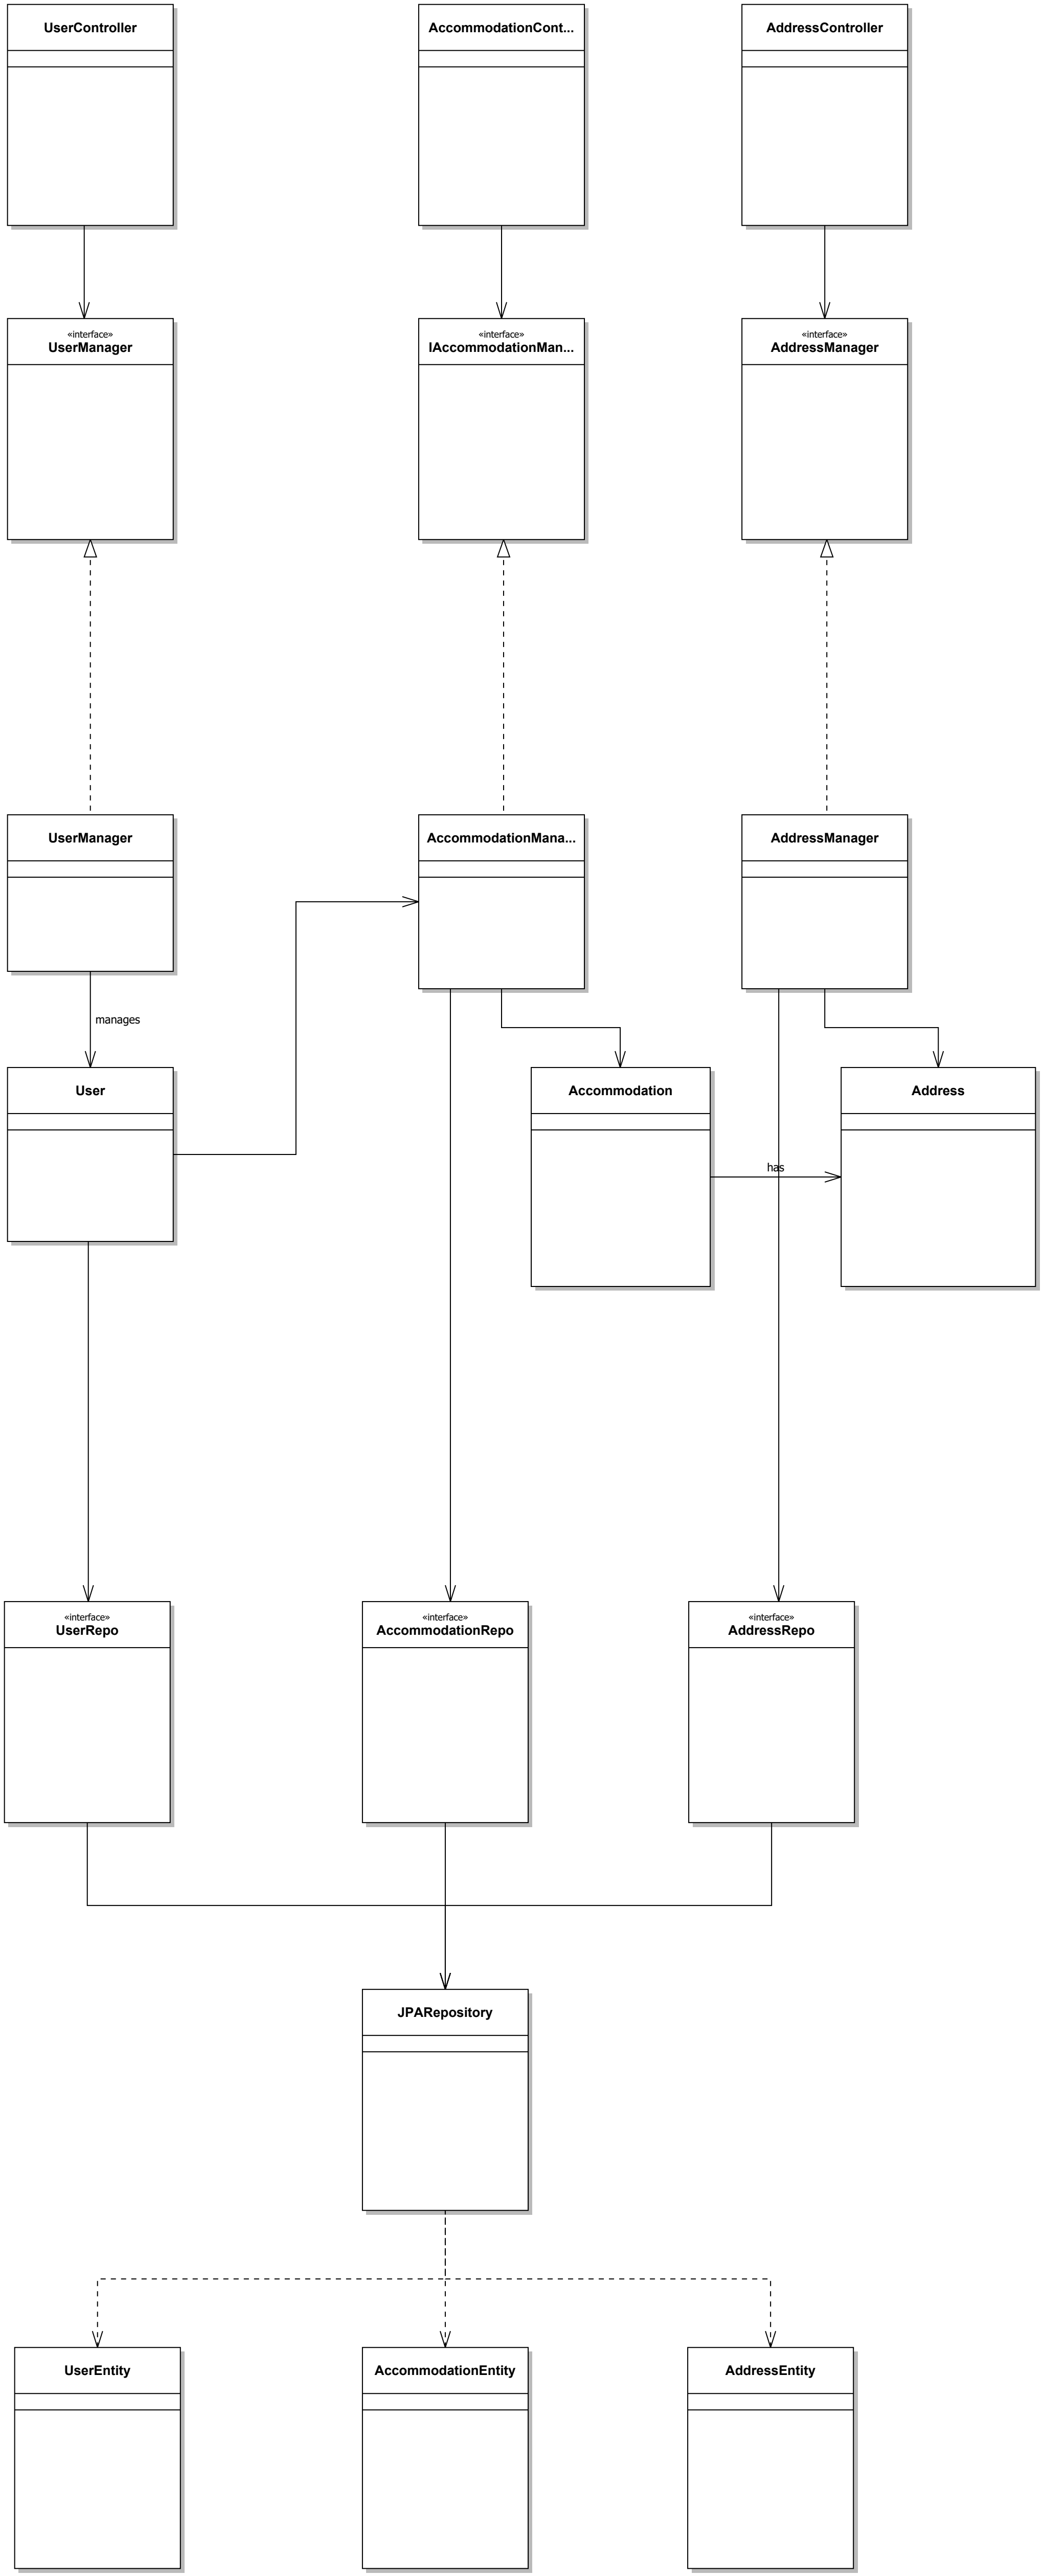 UserController
AccommodationCont...
AddressController
«interface»
UserManager
«interface»
IAccommodationMan...
«interface»
AddressManager
UserManager
AccommodationMana...
AddressManager
manages
User
Accommodation
Address
has
«interface»
UserRepo
«interface»
AccommodationRepo
«interface»
AddressRepo
JPARepository
UserEntity
AccommodationEntity
AddressEntity